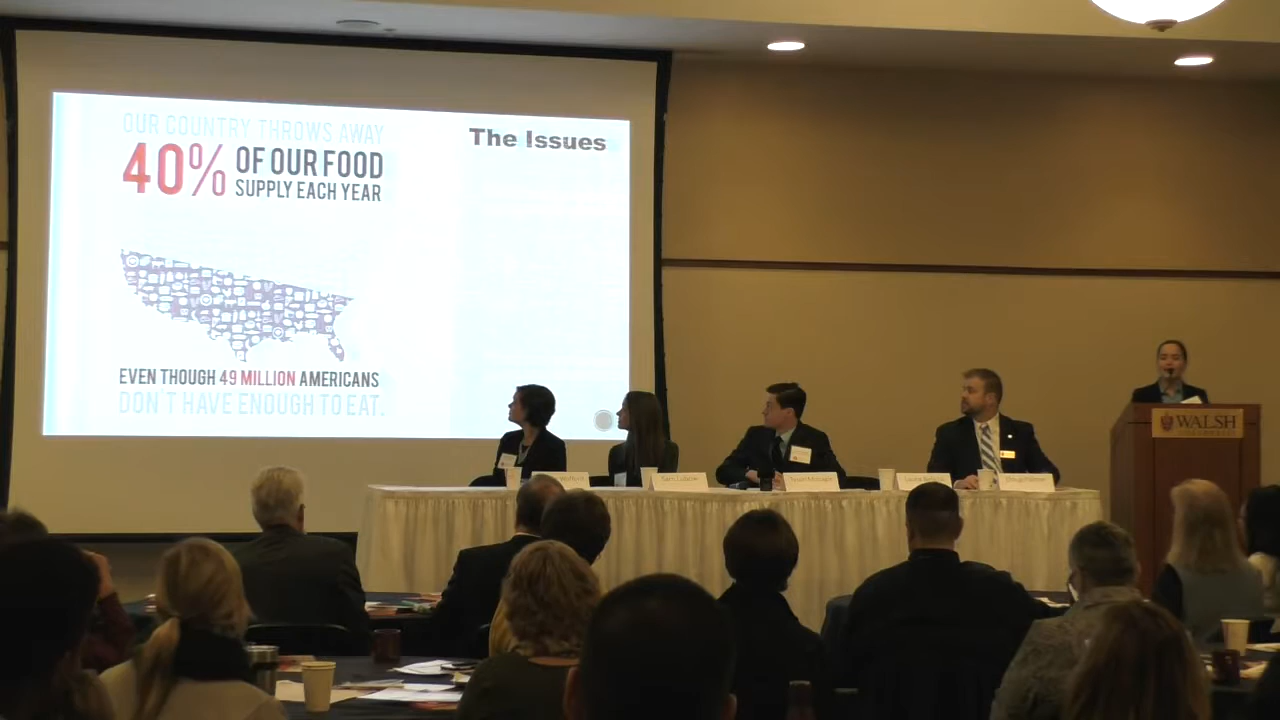 OUR COUNTRY THROWS AWAY
40% OF OUR FOOD
SUPPLY EACH YEAR
The Issues
EVEN THOUGH 49 MILLION AMERICANS
DON'T HAVE ENOUGH TO EAT.
WALSH